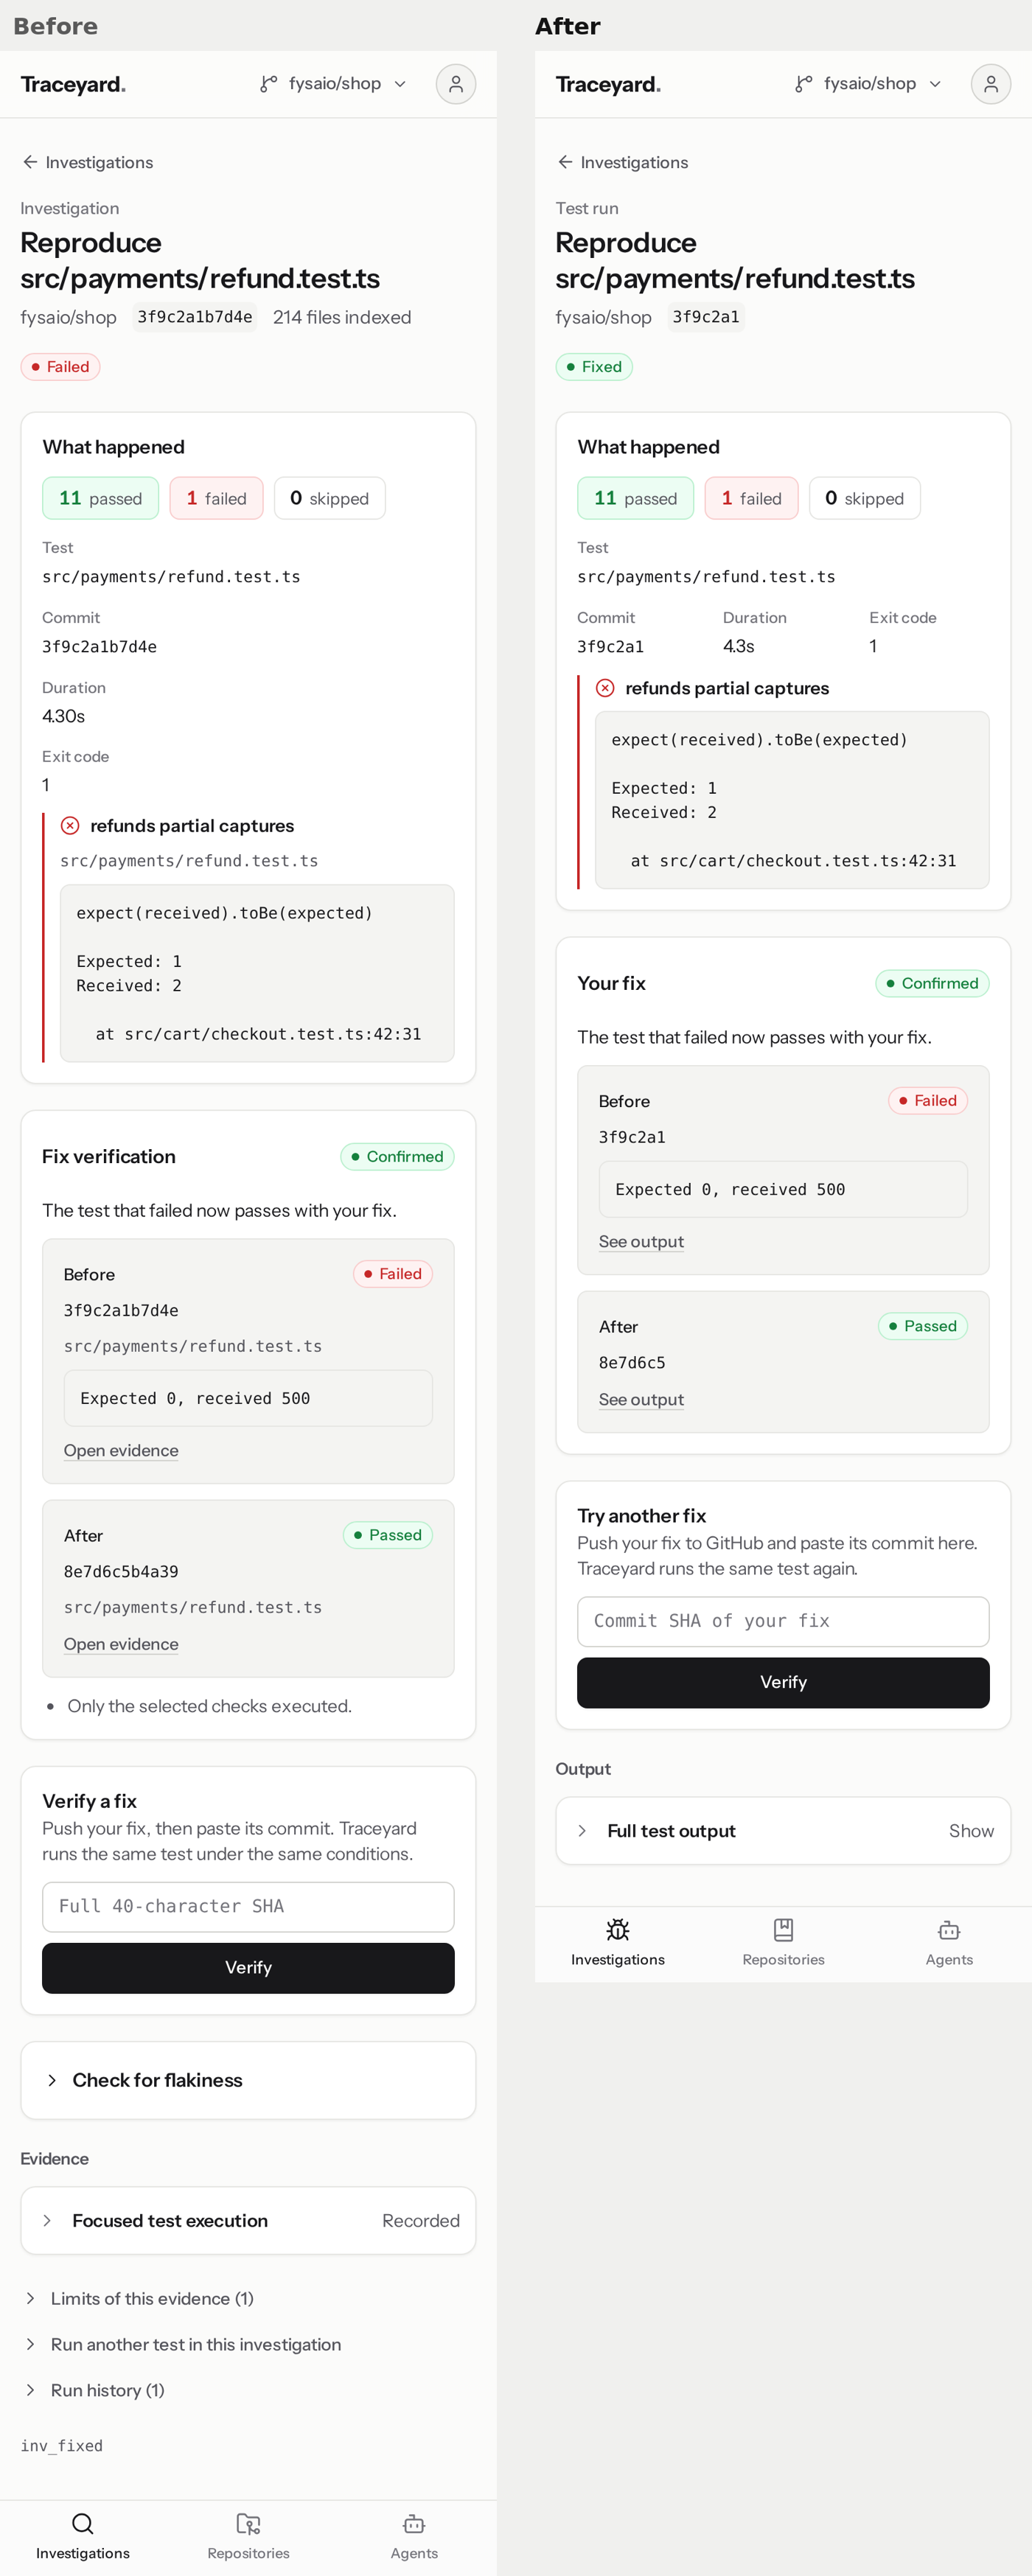 Before
Traceyard.
fysaio/shop
Investigations
Investigation
Reproduce
src/payments/refund.test.ts
fysaio/shop 3f9c2a1b7d4e 214 files indexed
Failed
What happened
11 passed 1 failed 0 skipped
Test
src/payments/refund.test.ts
Commit
3f9c2a1b7d4e
Duration
4.30s
Exit code
1
refunds partial captures
src/payments/refund.test.ts
expect(received).toBe(expected)
Expected: 1
Received: 2
at src/cart/checkout.test.ts:42:31
Fix verification Confirmed
The test that failed now passes with your fix.
Before Failed
3f9c2a1b7d4e
src/payments/refund.test.ts
Expected 0, received 500
Open evidence
After Passed
8e7d6c5b4a39
src/payments/refund.test.ts
Open evidence
• Only the selected checks executed.
Verify a fix
Push your fix, then paste its commit. Traceyard
runs the same test under the same conditions.
Full 40-character SHA
Verify
Check for flakiness
Evidence
Focused test execution Recorded
Limits of this evidence (1)
Run another test in this investigation
Run history (1)
inv_fixed
Investigations Repositories Agents
After
Traceyard.
fysaio/shop
Investigations
Test run
Reproduce
src/payments/refund.test.ts
fysaio/shop 3f9c2a1
Fixed
What happened
11 passed 1 failed 0 skipped
Test
src/payments/refund.test.ts
Commit Duration Exit code
3f9c2a1 4.3s 1
refunds partial captures
expect(received).toBe(expected)
Expected: 1
Received: 2
at src/cart/checkout.test.ts:42:31
Your fix Confirmed
The test that failed now passes with your fix.
Before Failed
3f9c2a1
Expected 0, received 500
See output
After Passed
8e7d6c5
See output
Try another fix
Push your fix to GitHub and paste its commit here.
Traceyard runs the same test again.
Commit SHA of your fix
Verify
Output
Full test output Show
Investigations Repositories Agents